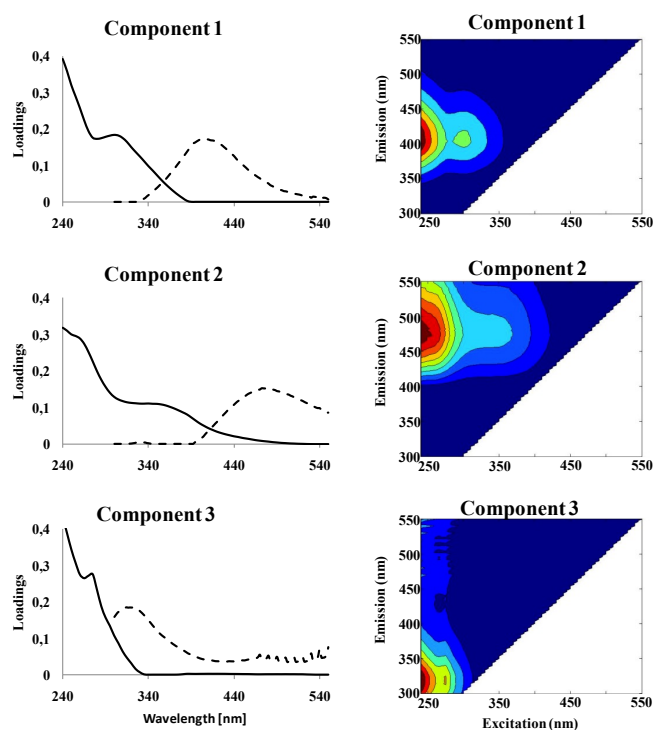 Component 1
0,4
0,3
0,2
0,1
0
Loadings
240 340 440 540
Component 1
550
500
450
400
350
300
Emission (nm)
250 350 450 550
Component 2
0,4
0,3
0,2
0,1
0
Loadings
240 340 440 540
Component 2
550
500
450
400
350
300
Emission (nm)
250 350 450 550
Component 3
0,4
0,3
0,2
0,1
0
Loadings
240 340 440 540
Wavelength [nm]
Component 3
550
500
450
400
350
300
Emission (nm)
250 350 450 550
Excitation (nm)